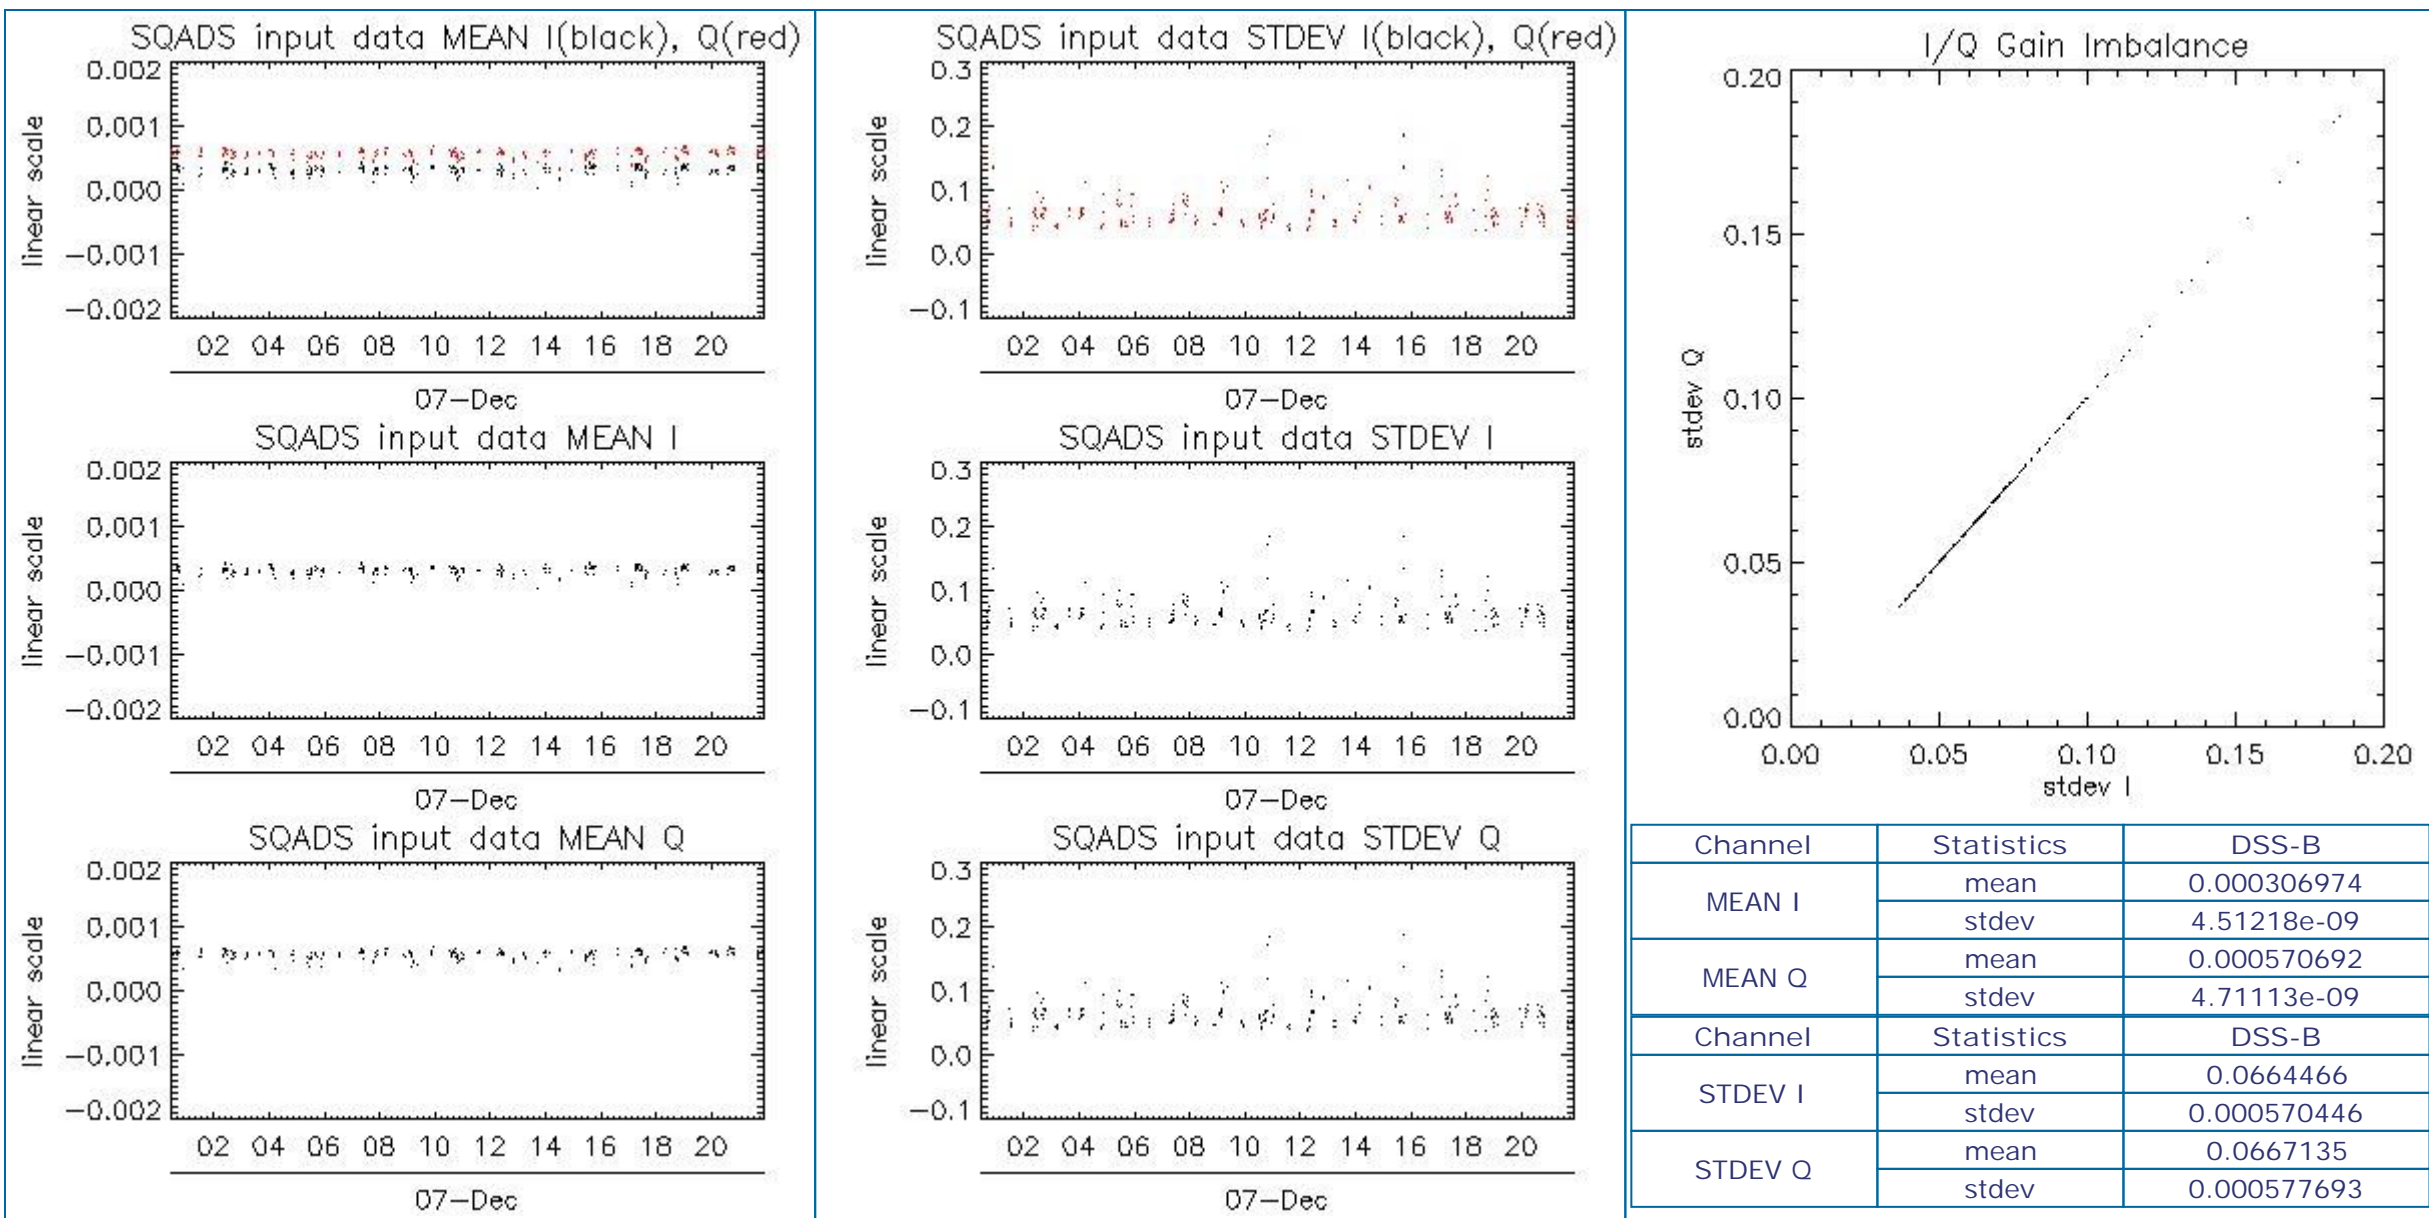 SQADS input data MEAN I(black), Q(red)
0.002
0.001
0.000
-0.001
-0.002
linear scale
02 04 06 08 10 12 14 16 18 20
07-Dec
SQADS input data MEAN I
0.002
0.001
0.000
-0.001
-0.002
linear scale
02 04 06 08 10 12 14 16 18 20
07-Dec
SQADS input data MEAN Q
0.002
0.001
0.000
-0.001
-0.002
linear scale
02 04 06 08 10 12 14 16 18 20
07-Dec
SQADS input data STDEV I(black), Q(red)
0.3
0.2
0.1
0.0
-0.1
linear scale
02 04 06 08 10 12 14 16 18 20
07-Dec
SQADS input data STDEV I
0.3
0.2
0.1
0.0
-0.1
linear scale
02 04 06 08 10 12 14 16 18 20
07-Dec
SQADS input data STDEV Q
0.3
0.2
0.1
0.0
-0.1
linear scale
02 04 06 08 10 12 14 16 18 20
07-Dec
I/Q Gain Imbalance
0.20
0.15
0.10
0.05
0.00
stdev Q
0.00 0.05 0.10 0.15 0.20
stdev I
Channel Statistics DSS-B
MEAN I mean 0.000306974
stdev 4.51218e-09
MEAN Q mean 0.000570692
stdev 4.71113e-09
Channel Statistics DSS-B
STDEV I mean 0.0664466
stdev 0.000570446
STDEV Q mean 0.0667135
stdev 0.000577693